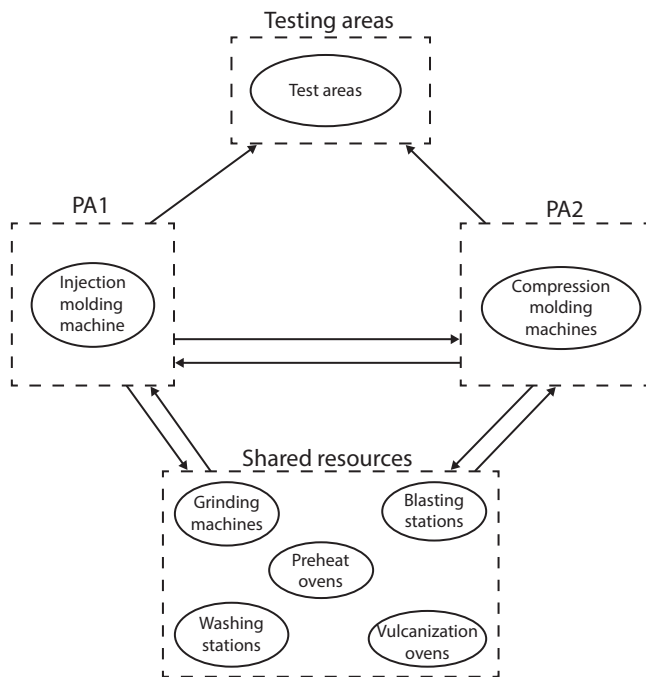 Testing areas
Test areas
PA1
PA2
Injection
molding
machine
Compression
molding
machines
Shared resources
Grinding
machines
Blasting
stations
Preheat
ovens
Washing
stations
Vulcanization
ovens